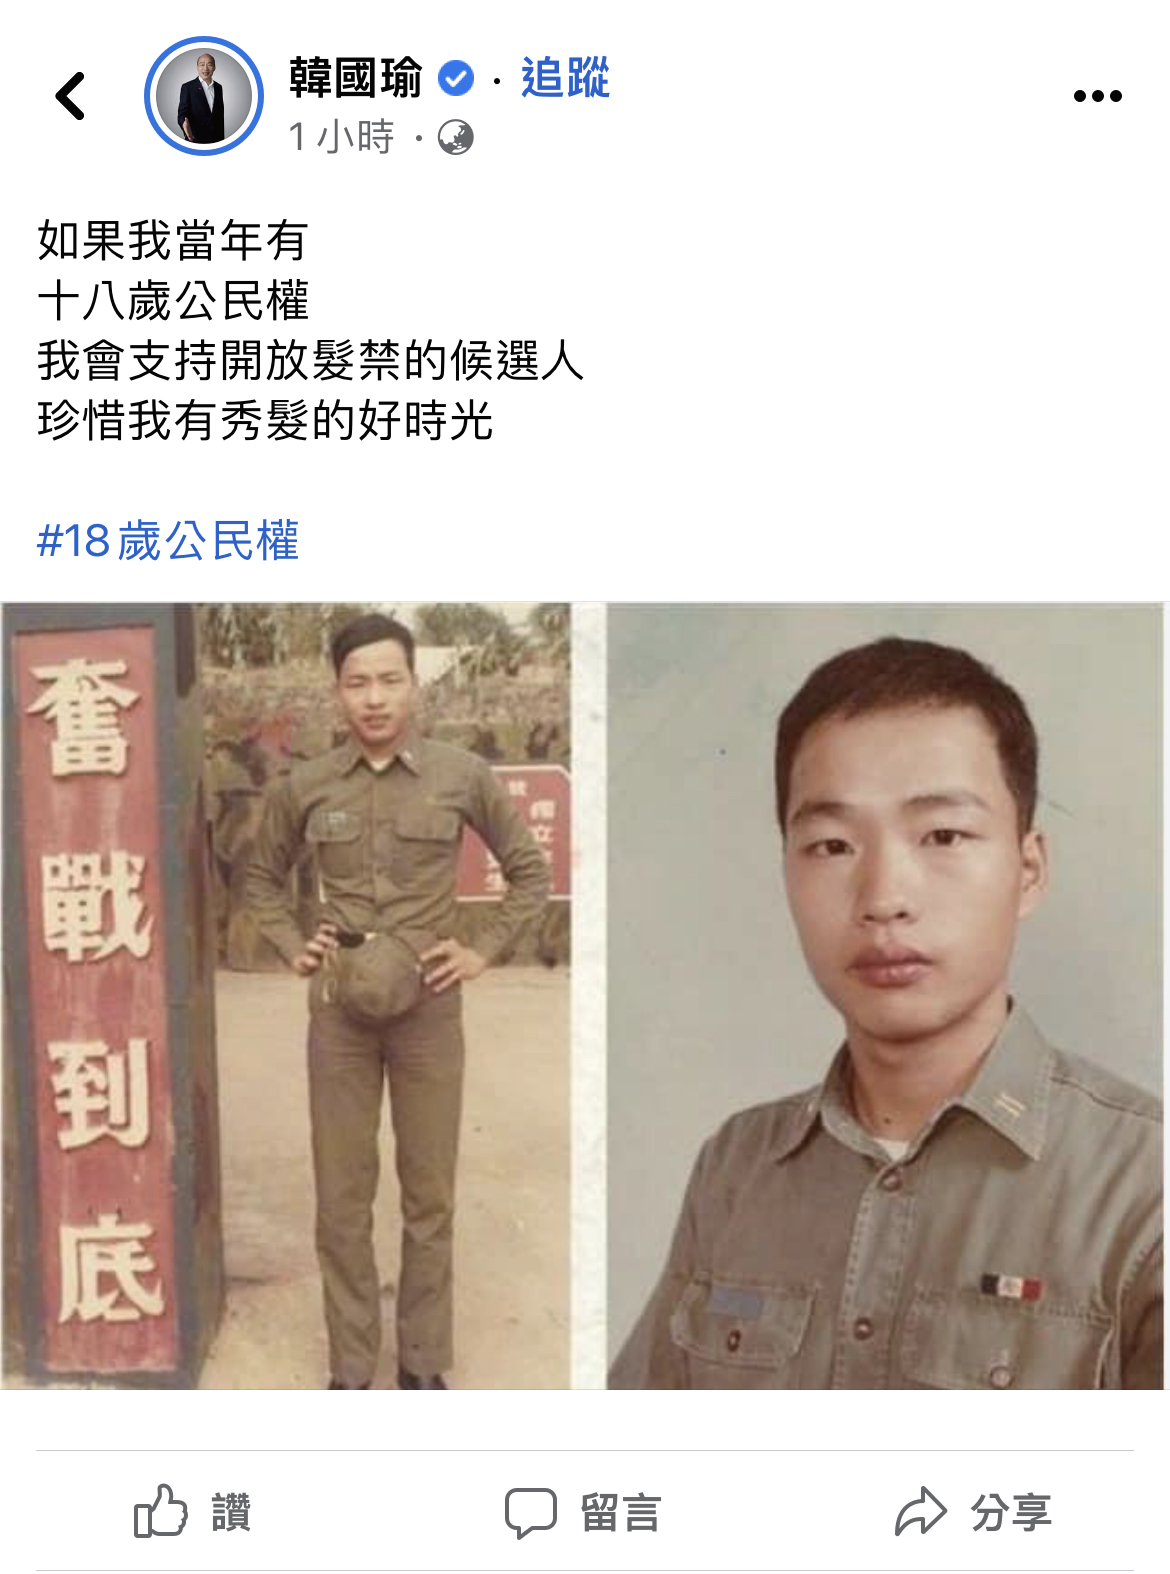 韓國瑜 · 追蹤
1 小時 ·
如果我當年有
十八歲公民權
我會支持開放髮禁的候選人
珍惜我有秀髮的好時光
#18歲公民權
奮戰到底
讚
留言
分享